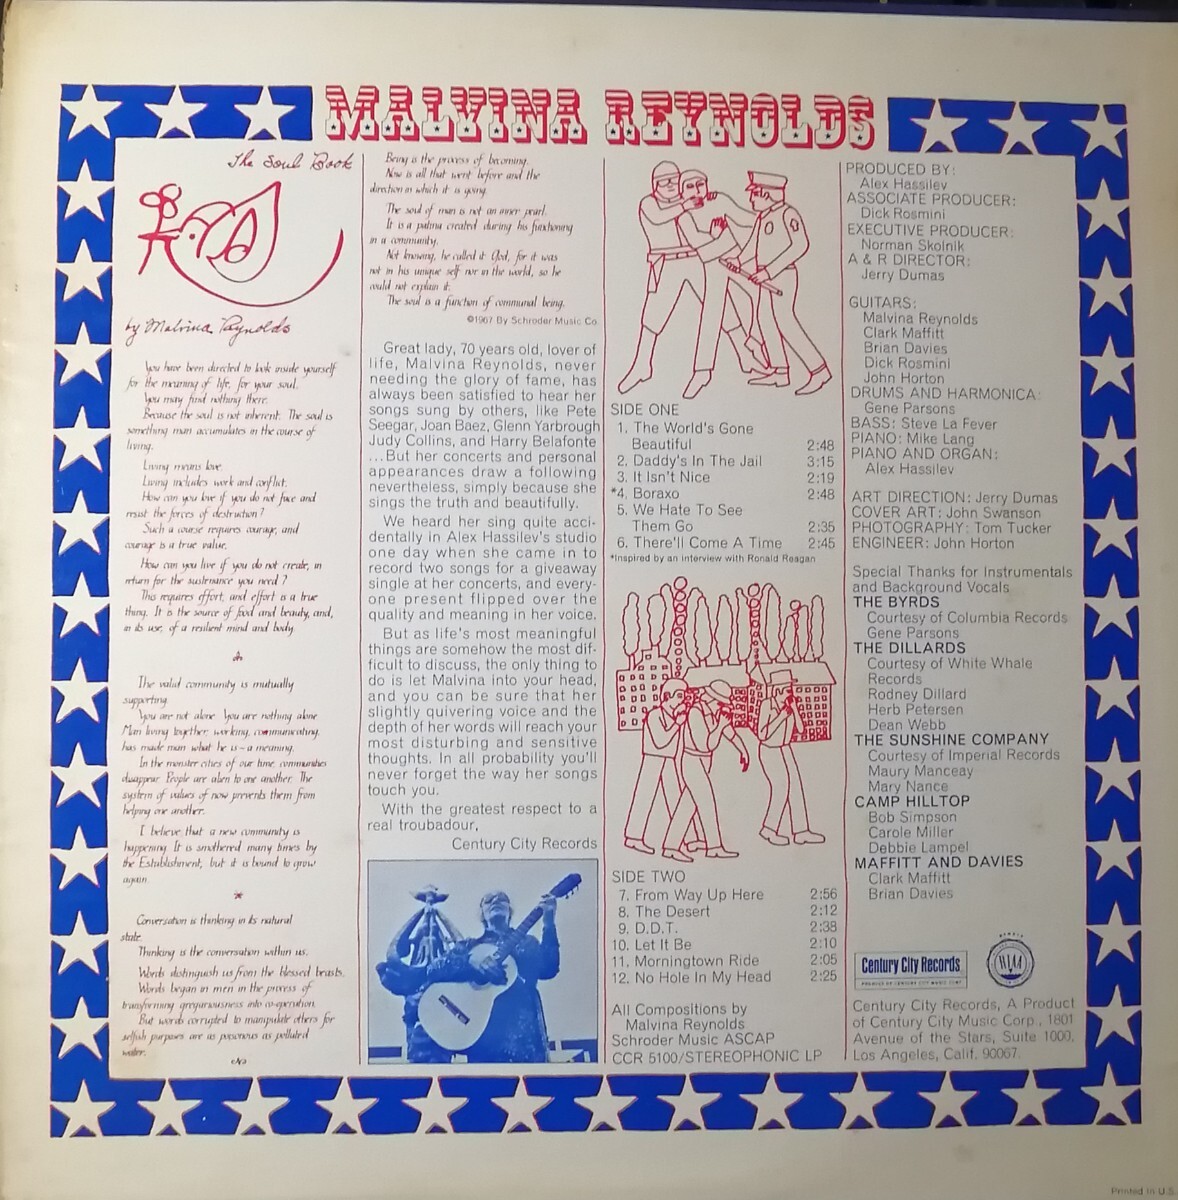 MALVINA REYNOLDS
The Soul Book
by Malvina Reynolds
You have been directed to look inside yourself
for the meaning of life, for your soul.
You may find nothing there.
Because the soul is not inherent. The soul is
something man accumulates in the course of
living.
Living means love.
Living includes work and conflict.
How can you love if you do not face and
resist the forces of destruction?
Such a course requires courage, and
courage is a true value.
How can you live if you do not create, in
return for the sustenance you need?
This requires effort, and effort is a true
thing. It is the source of food and beauty, and,
in its use, of a resilient mind and body.
The valid community is mutually
supporting.
You are not alone. You are nothing alone.
Man living together, working, communicating,
has made man what he is - a meaning.
In the monster cities of our time, communities
disappear. People are alien to one another. The
system of values of now prevents them from
helping one another.
I believe that a new community is
happening. It is smothered many times by
the Establishment, but it is bound to grow
again.
Conversation is thinking in its natural
state.
Thinking is the conversation within us.
Words distinguish us from the blessed beasts.
Words began in men in the process of
transforming gregariousness into co-operation.
But words corrupted to manipulate others for
selfish purposes are as poisonous as polluted
water.
Being is the process of becoming.
Now is all that went before and the
direction in which it is going.
The soul of man is not an inner pearl.
It is a patina created during his functioning
in a community.
Not knowing, he called it God, for it was
not in his unique self nor in the world, so he
could not explain it.
The soul is a function of communal being.
©1967 By Schroder Music Co.
Great lady, 70 years old, lover of
life, Malvina Reynolds, never
needing the glory of fame, has
always been satisfied to hear her
songs sung by others, like Pete
Seegar, Joan Baez, Glenn Yarbrough
Judy Collins, and Harry Belafonte
...But her concerts and personal
appearances draw a following
nevertheless, simply because she
sings the truth and beautifully.
We heard her sing quite acci-
dentally in Alex Hassilev's studio
one day when she came in to
record two songs for a giveaway
single at her concerts, and every-
one present flipped over the
quality and meaning in her voice.
But as life's most meaningful
things are somehow the most dif-
ficult to discuss, the only thing to
do is let Malvina into your head,
and you can be sure that her
slightly quivering voice and the
depth of her words will reach your
most disturbing and sensitive
thoughts. In all probability you'll
never forget the way her songs
touch you.
With the greatest respect to a
real troubadour,
Century City Records
SIDE ONE
1. The World's Gone
Beautiful 2:48
2. Daddy's In The Jail 3:15
3. It Isn't Nice 2:19
*4. Boraxo 2:48
5. We Hate To See
Them Go 2:35
6. There'll Come A Time 2:45
*Inspired by an interview with Ronald Reagan
SIDE TWO
7. From Way Up Here 2:56
8. The Desert 2:12
9. D.D.T. 2:38
10. Let It Be 2:10
11. Morningtown Ride 2:05
12. No Hole In My Head 2:25
All Compositions by
Malvina Reynolds
Schroder Music ASCAP
CCR 5100/STEREOPHONIC LP
PRODUCED BY:
Alex Hassilev
ASSOCIATE PRODUCER:
Dick Rosmini
EXECUTIVE PRODUCER:
Norman Skolnik
A & R DIRECTOR:
Jerry Dumas
GUITARS:
Malvina Reynolds
Clark Maffitt
Brian Davies
Dick Rosmini
John Horton
DRUMS AND HARMONICA:
Gene Parsons
BASS: Steve La Fever
PIANO: Mike Lang
PIANO AND ORGAN:
Alex Hassilev
ART DIRECTION: Jerry Dumas
COVER ART: John Swanson
PHOTOGRAPHY: Tom Tucker
ENGINEER: John Horton
Special Thanks for Instrumentals
and Background Vocals
THE BYRDS
Courtesy of Columbia Records
Gene Parsons
THE DILLARDS
Courtesy of White Whale
Records
Rodney Dillard
Herb Petersen
Dean Webb
THE SUNSHINE COMPANY
Courtesy of Imperial Records
Maury Manceay
Mary Nance
CAMP HILLTOP
Bob Simpson
Carole Miller
Debbie Lampel
MAFFITT AND DAVIES
Clark Maffitt
Brian Davies
Century City Records
Century City Records, A Product
of Century City Music Corp., 1801
Avenue of the Stars, Suite 1000,
Los Angeles, Calif. 90067.
Printed in U.S.